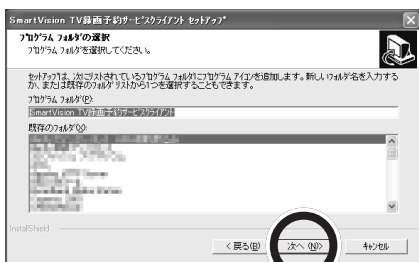 SmartVision TV録画予約ｻｰﾋﾞｽｸﾗｲｱﾝﾄ ｾｯﾄｱｯﾌﾟ
ﾌﾟﾛｸﾞﾗﾑ ﾌｫﾙﾀﾞの選択
ﾌﾟﾛｸﾞﾗﾑ ﾌｫﾙﾀﾞを選択してください。
ｾｯﾄｱｯﾌﾟは、次にﾘｽﾄされているﾌﾟﾛｸﾞﾗﾑ ﾌｫﾙﾀﾞにﾌﾟﾛｸﾞﾗﾑ ｱｲｺﾝを追加します。新しいﾌｫﾙﾀﾞ名を入力する
か、または既存のﾌｫﾙﾀﾞﾘｽﾄから1つを選択することもできます。
ﾌﾟﾛｸﾞﾗﾑ ﾌｫﾙﾀﾞ(P):
SmartVision TV録画予約ｻｰﾋﾞｽｸﾗｲｱﾝﾄ
既存のﾌｫﾙﾀﾞ(X):
InstallShield
< 戻る(B)
次へ (N)>
ｷｬﾝｾﾙ